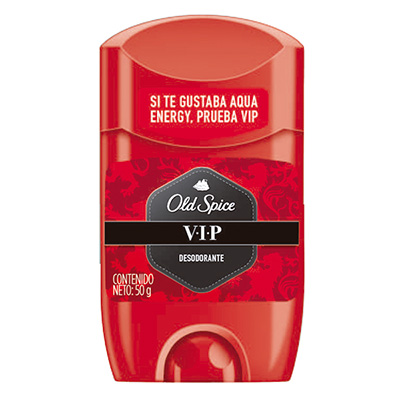 SI TE GUSTABA AQUA
ENERGY, PRUEBA VIP
Old Spice
V·I·P
DESODORANTE
CONTENIDO
NETO: 50 g